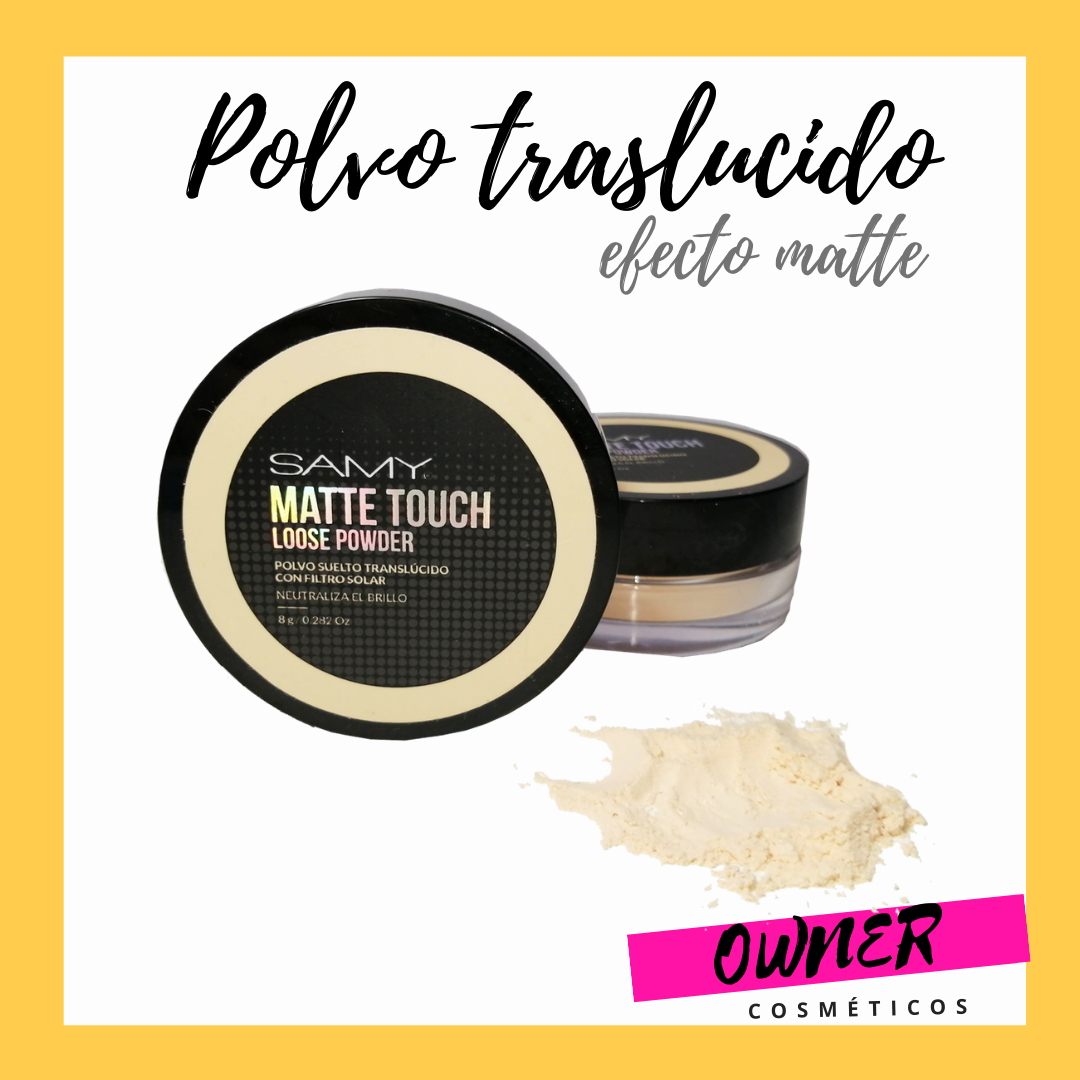 Polvo traslucido
efecto matte
SAMY
MATTE TOUCH
LOOSE POWDER
POLVO SUELTO TRANSLÚCIDO
CON FILTRO SOLAR
NEUTRALIZA EL BRILLO
8 g / 0.282 Oz
TOUCH
OWNER
COSMÉTICOS